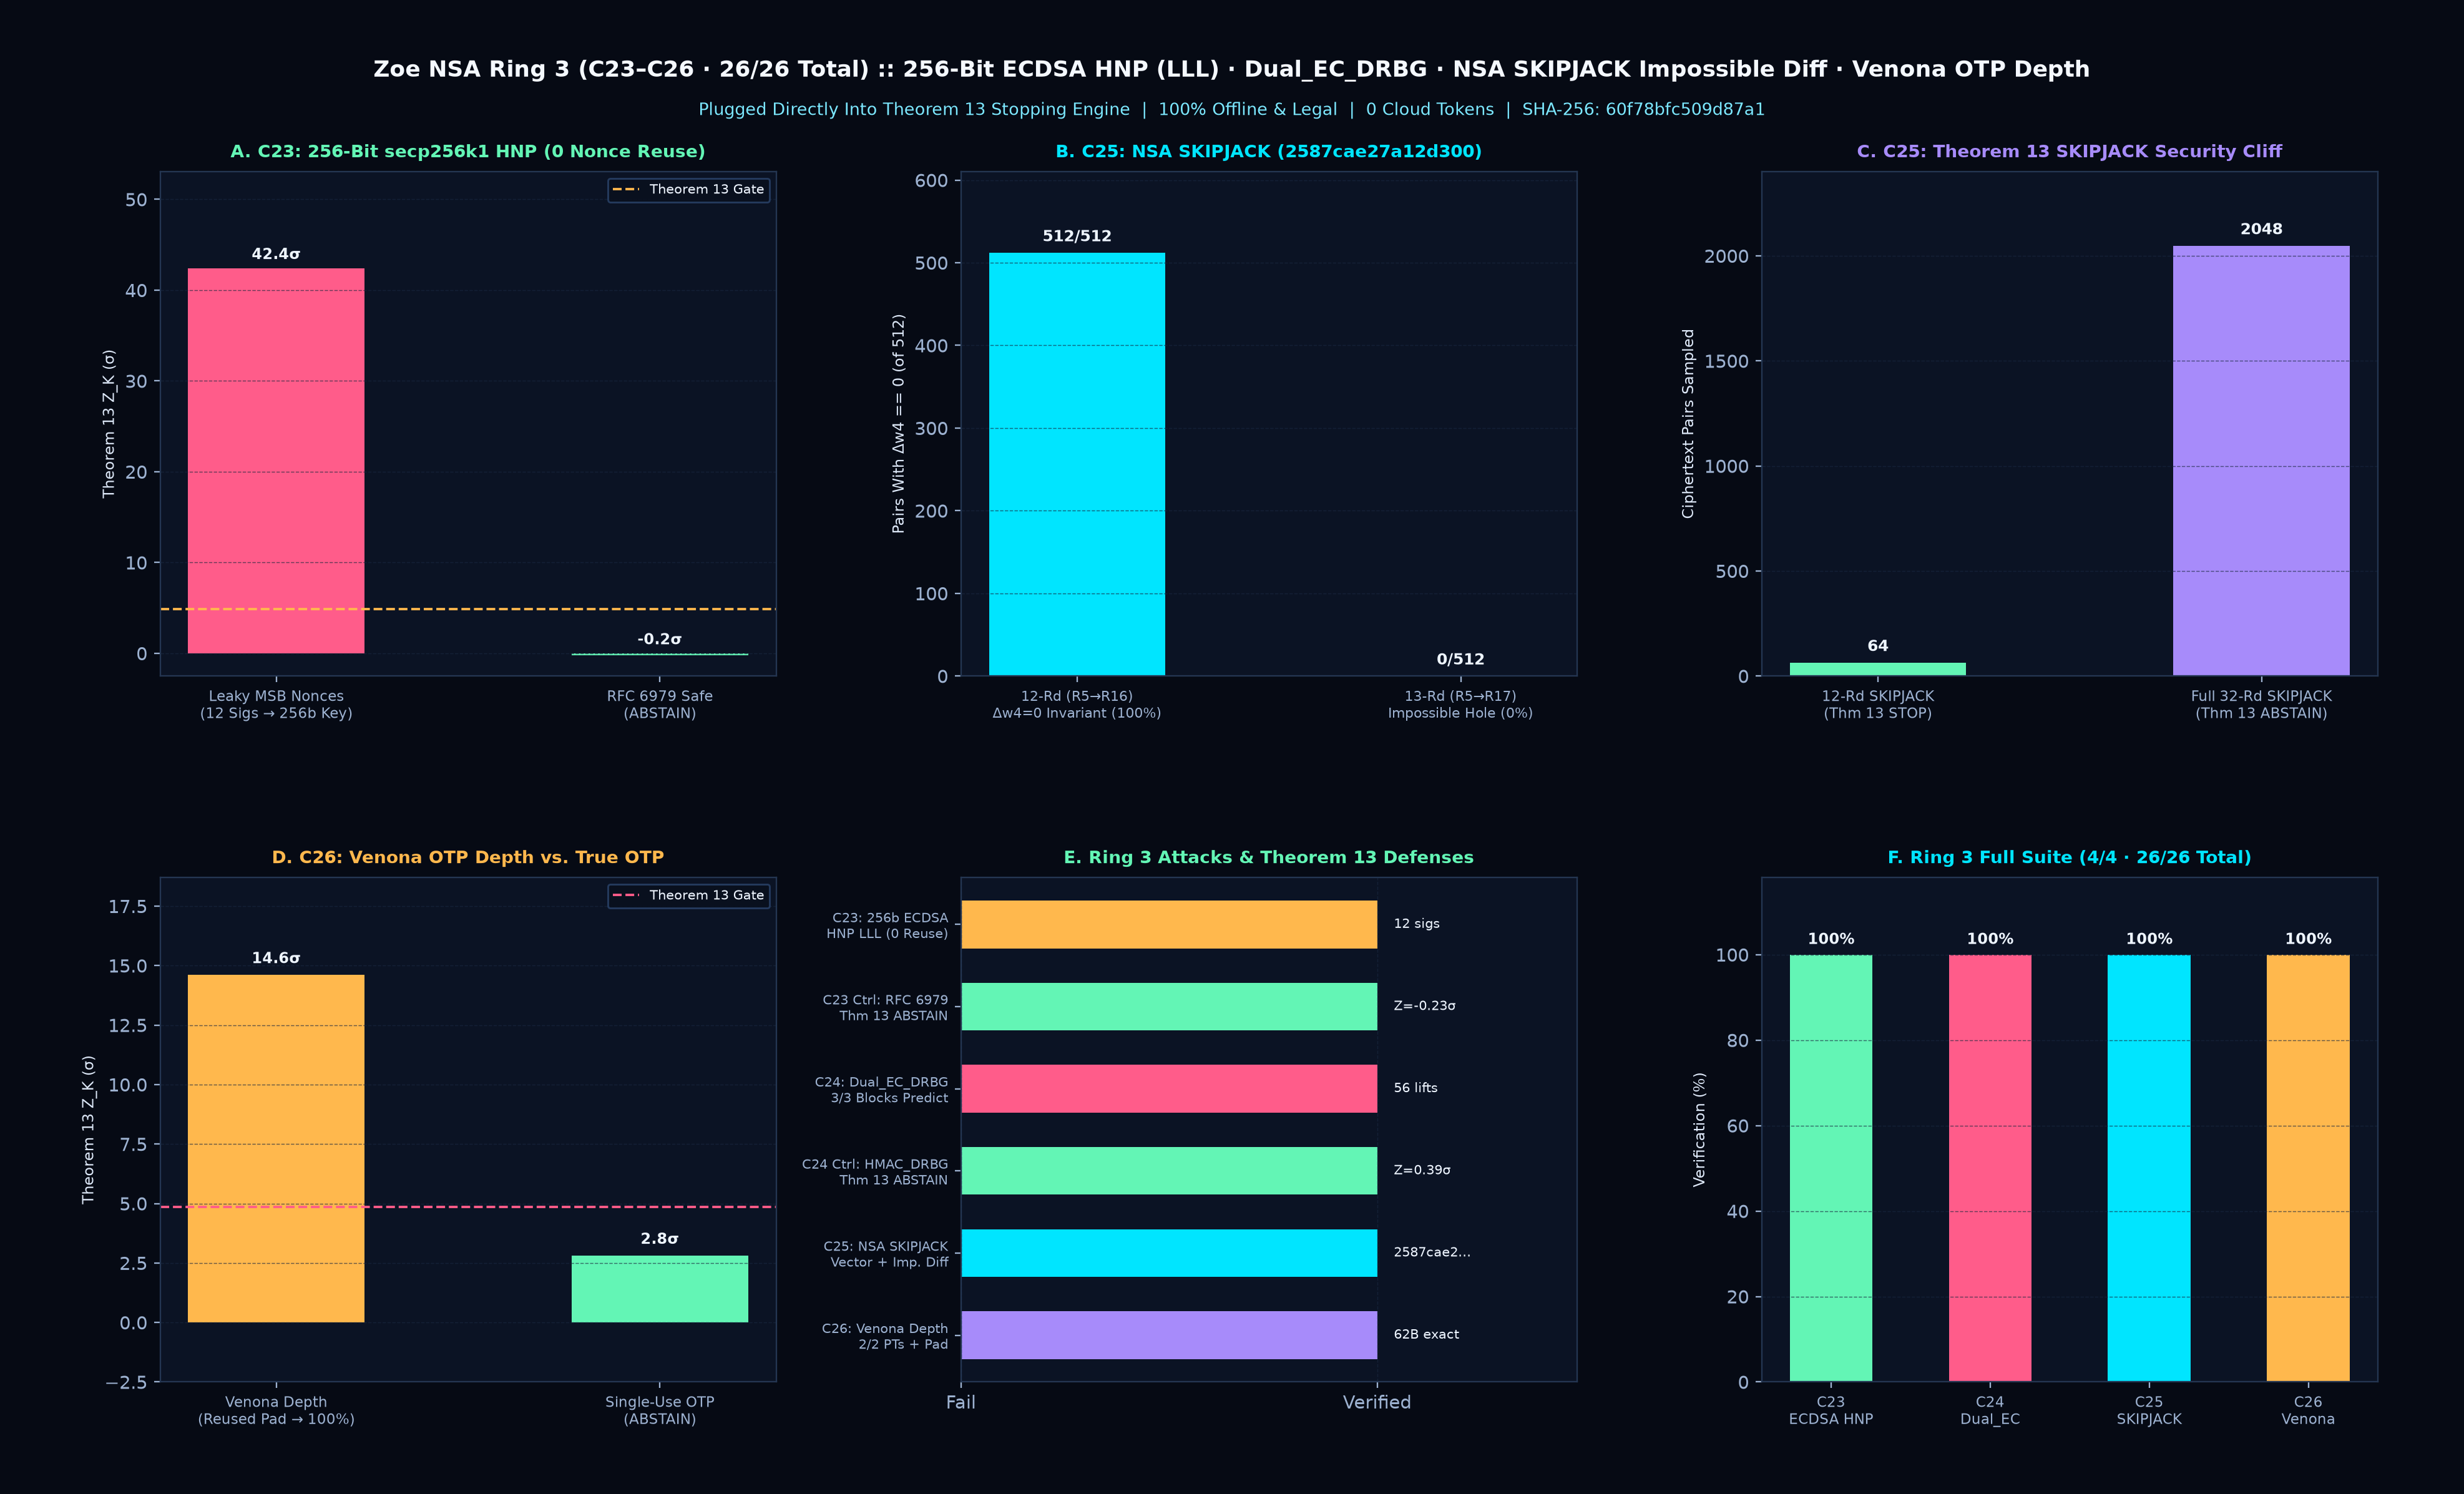 Zoe NSA Ring 3 (C23–C26 · 26/26 Total) :: 256-Bit ECDSA HNP (LLL) · Dual_EC_DRBG · NSA SKIPJACK Impossible Diff · Venona OTP Depth
Plugged Directly Into Theorem 13 Stopping Engine | 100% Offline & Legal | 0 Cloud Tokens | SHA-256: 60f78bfc509d87a1
A. C23: 256-Bit secp256k1 HNP (0 Nonce Reuse)
Theorem 13 Gate
Theorem 13 Z_K (σ)
50
40
30
20
10
0
42.4σ
-0.2σ
Leaky MSB Nonces
(12 Sigs → 256b Key)
RFC 6979 Safe
(ABSTAIN)
B. C25: NSA SKIPJACK (2587cae27a12d300)
Pairs With Δw4 == 0 (of 512)
600
500
400
300
200
100
0
512/512
0/512
12-Rd (R5→R16)
Δw4=0 Invariant (100%)
13-Rd (R5→R17)
Impossible Hole (0%)
C. C25: Theorem 13 SKIPJACK Security Cliff
Ciphertext Pairs Sampled
2000
1500
1000
500
0
64
2048
12-Rd SKIPJACK
(Thm 13 STOP)
Full 32-Rd SKIPJACK
(Thm 13 ABSTAIN)
D. C26: Venona OTP Depth vs. True OTP
Theorem 13 Gate
Theorem 13 Z_K (σ)
17.5
15.0
12.5
10.0
7.5
5.0
2.5
0.0
−2.5
14.6σ
2.8σ
Venona Depth
(Reused Pad → 100%)
Single-Use OTP
(ABSTAIN)
E. Ring 3 Attacks & Theorem 13 Defenses
C23: 256b ECDSA
HNP LLL (0 Reuse)
12 sigs
C23 Ctrl: RFC 6979
Thm 13 ABSTAIN
Z=-0.23σ
C24: Dual_EC_DRBG
3/3 Blocks Predict
56 lifts
C24 Ctrl: HMAC_DRBG
Thm 13 ABSTAIN
Z=0.39σ
C25: NSA SKIPJACK
Vector + Imp. Diff
2587cae2...
C26: Venona Depth
2/2 PTs + Pad
62B exact
Fail
Verified
F. Ring 3 Full Suite (4/4 · 26/26 Total)
Verification (%)
100
80
60
40
20
0
100%
100%
100%
100%
C23
ECDSA HNP
C24
Dual_EC
C25
SKIPJACK
C26
Venona